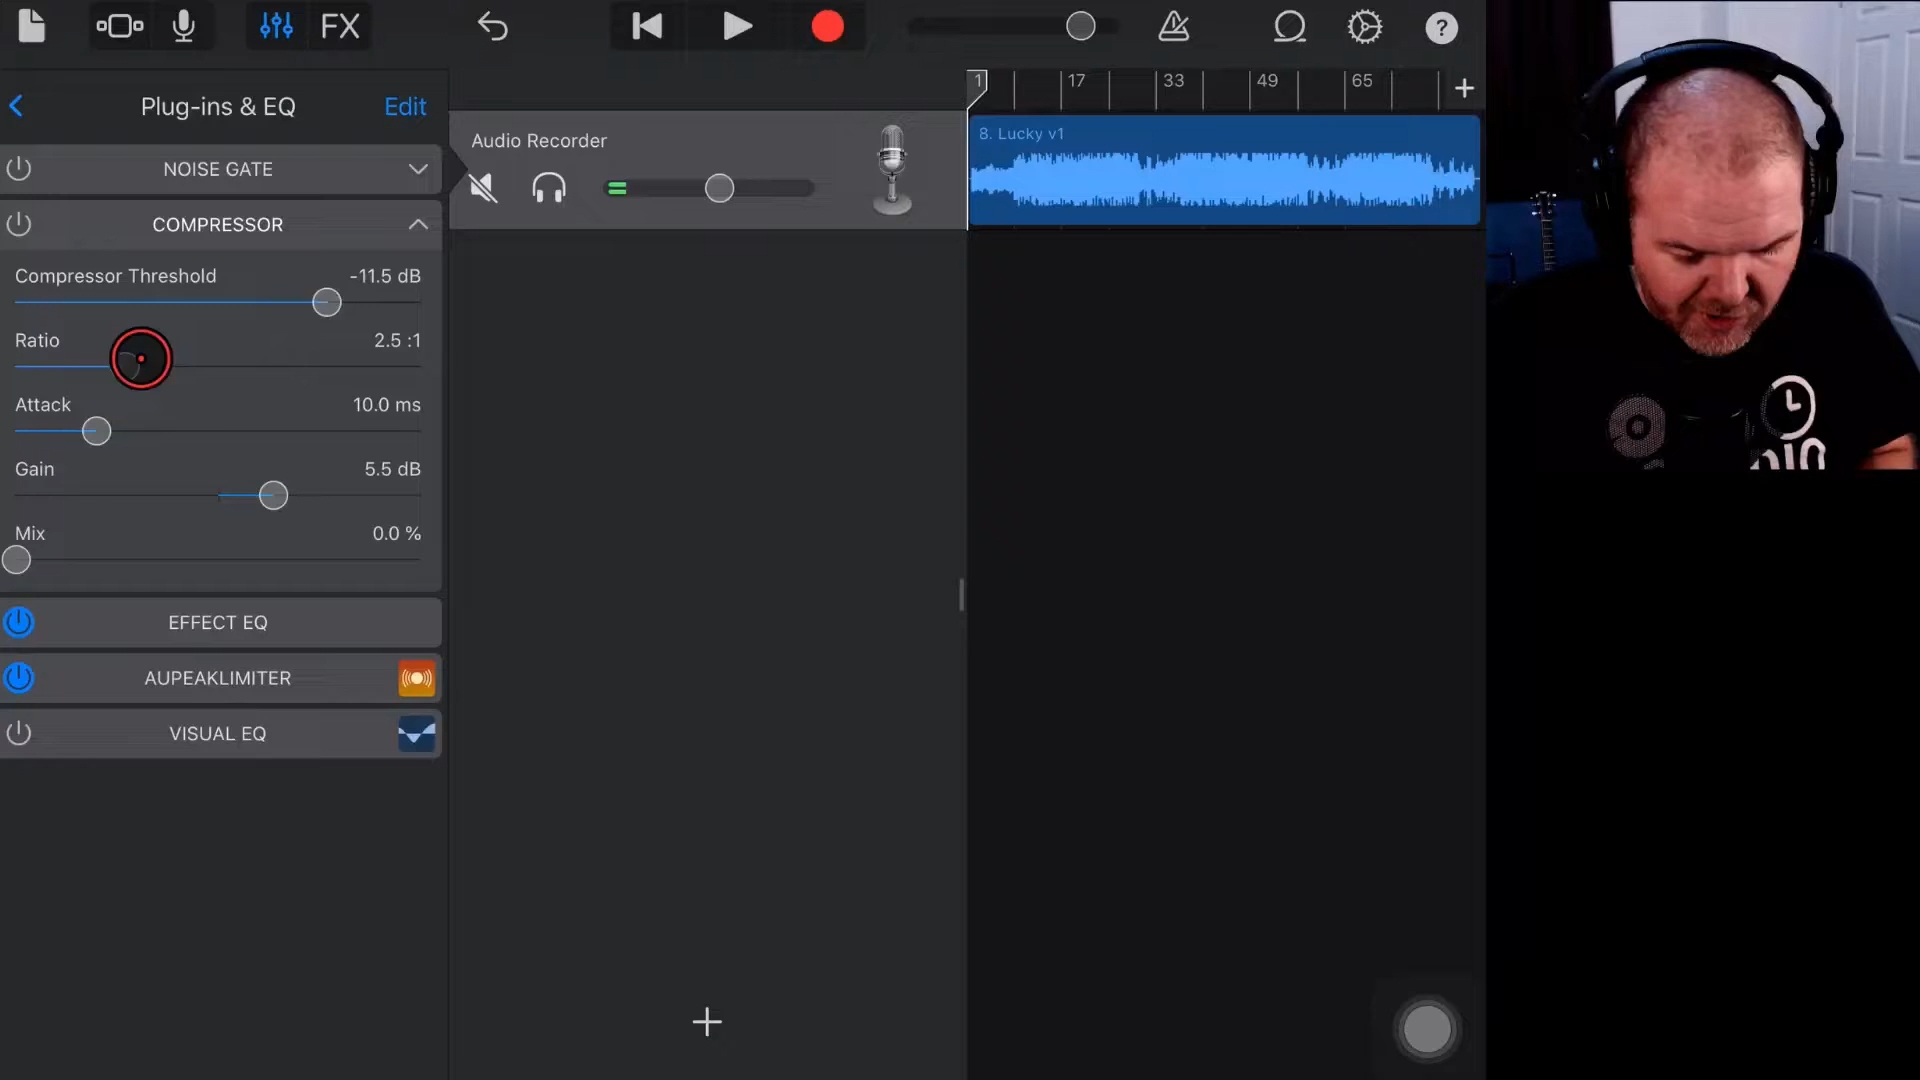 FX
?
1 17 33 49 65
Plug-ins & EQ Edit
NOISE GATE
Audio Recorder
8. Lucky v1
COMPRESSOR
Compressor Threshold -11.5 dB
Ratio 2.5 :1
Attack 10.0 ms
Gain 5.5 dB
Mix 0.0 %
EFFECT EQ
AUPEAKLIMITER
VISUAL EQ